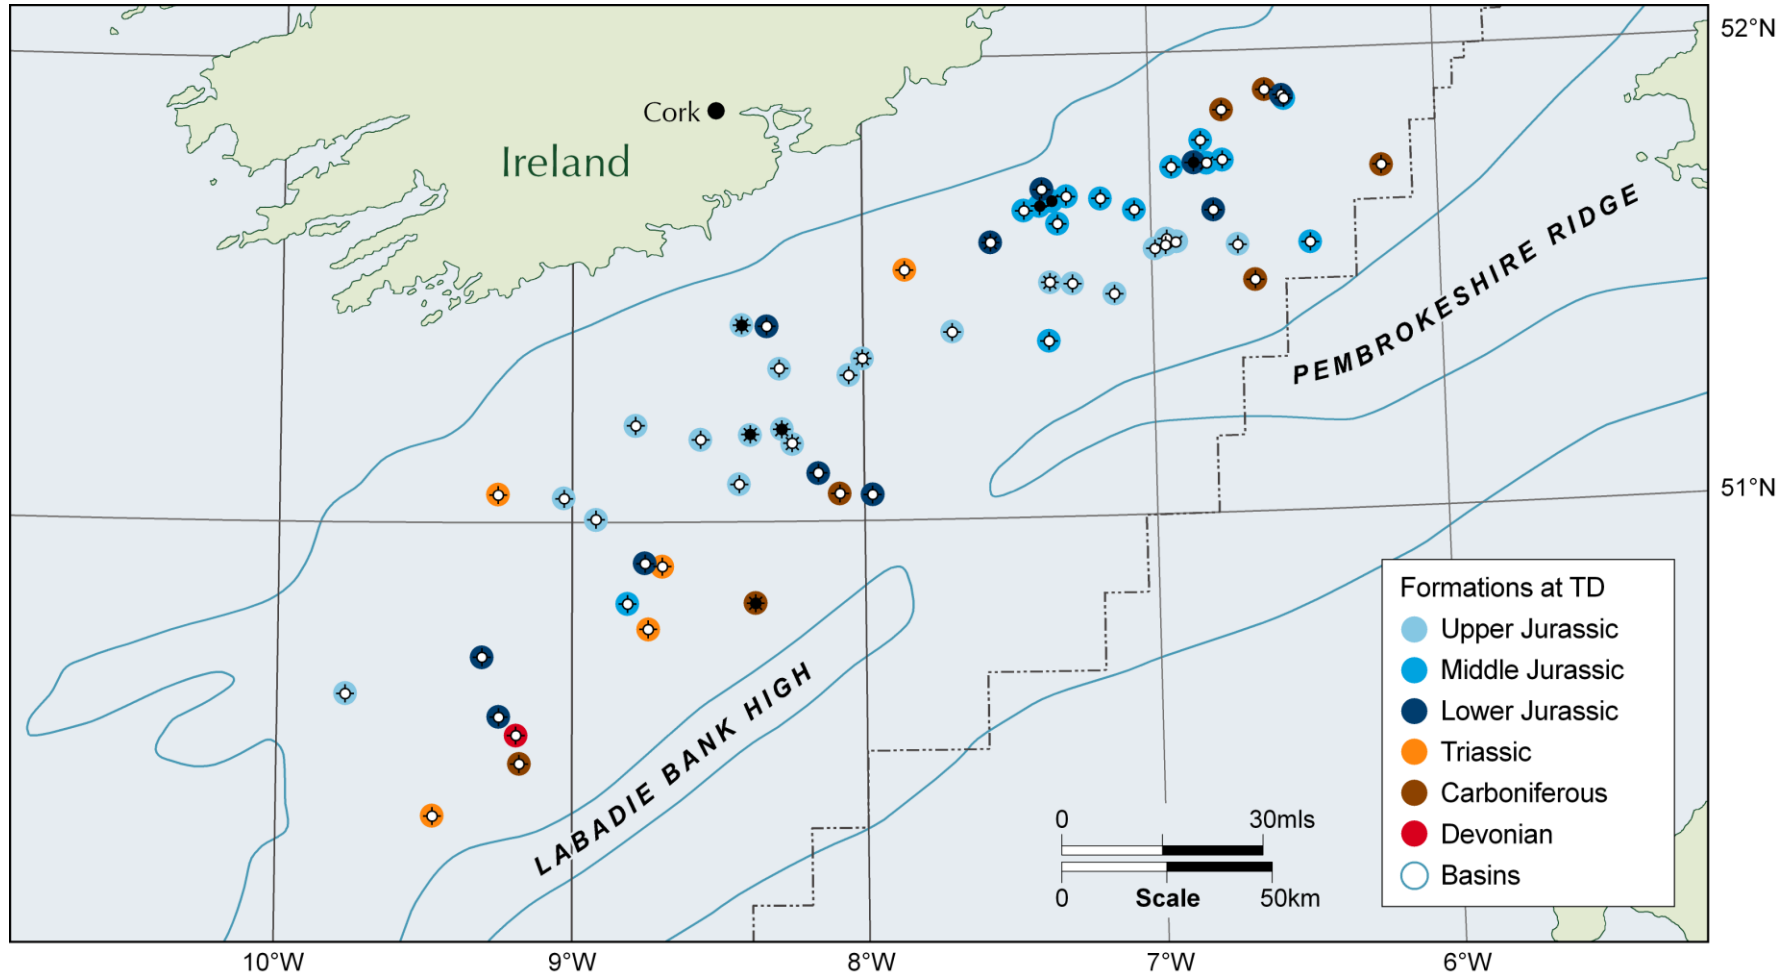 52°N
Cork
Ireland
PEMBROKESHIRE RIDGE
51°N
Formations at TD
Upper Jurassic
Middle Jurassic
Lower Jurassic
Triassic
Carboniferous
Devonian
Basins
LABADIE BANK HIGH
0 30mls
0 Scale 50km
10°W 9°W 8°W 7°W 6°W